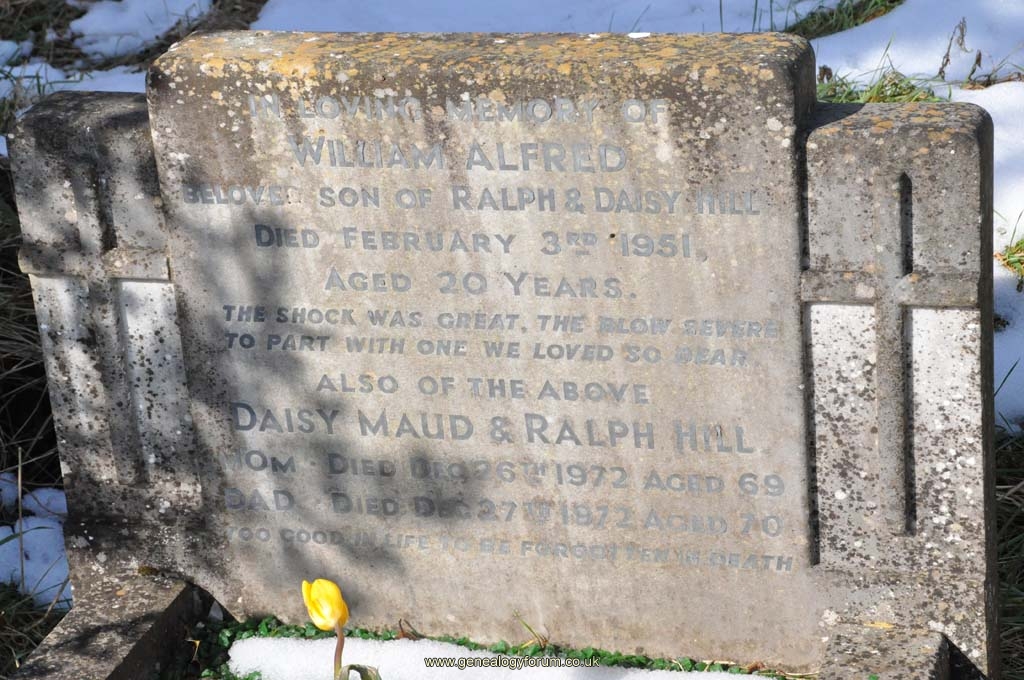 IN LOVING MEMORY OF
WILLIAM ALFRED
BELOVED SON OF RALPH & DAISY HILL
DIED FEBRUARY 3RD 1951,
AGED 20 YEARS.
THE SHOCK WAS GREAT, THE BLOW SEVERE
TO PART WITH ONE WE LOVED SO DEAR
ALSO OF THE ABOVE
DAISY MAUD & RALPH HILL
MOM · DIED DEC 26TH 1972 AGED 69
DAD · DIED DEC 27TH 1972 AGED 70
TOO GOOD IN LIFE TO BE FORGOTTEN IN DEATH
www.genealogyforum.co.uk